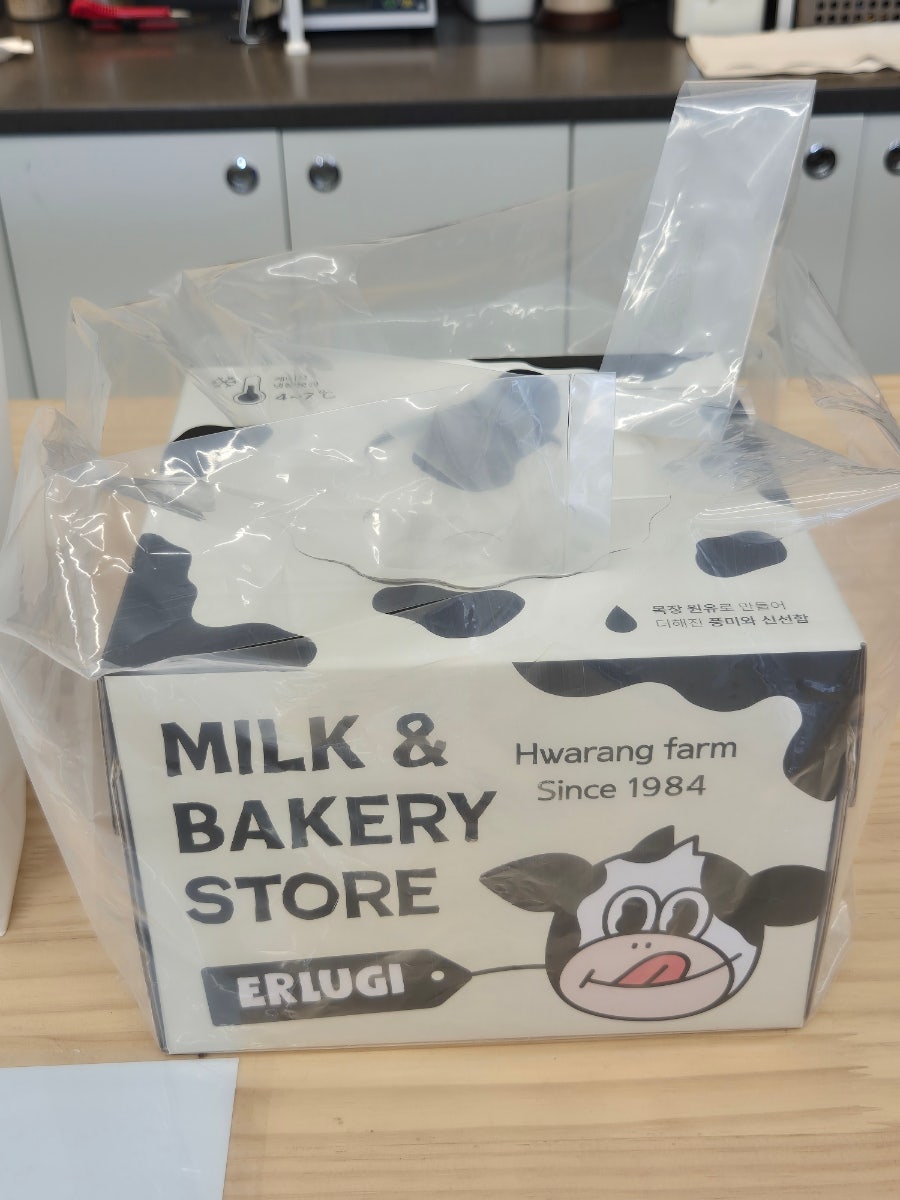 4~7℃
목장 원유로 만들어
더해진 풍미와 신선함
MILK &
BAKERY
STORE
Hwarang farm
Since 1984
ERLUGI